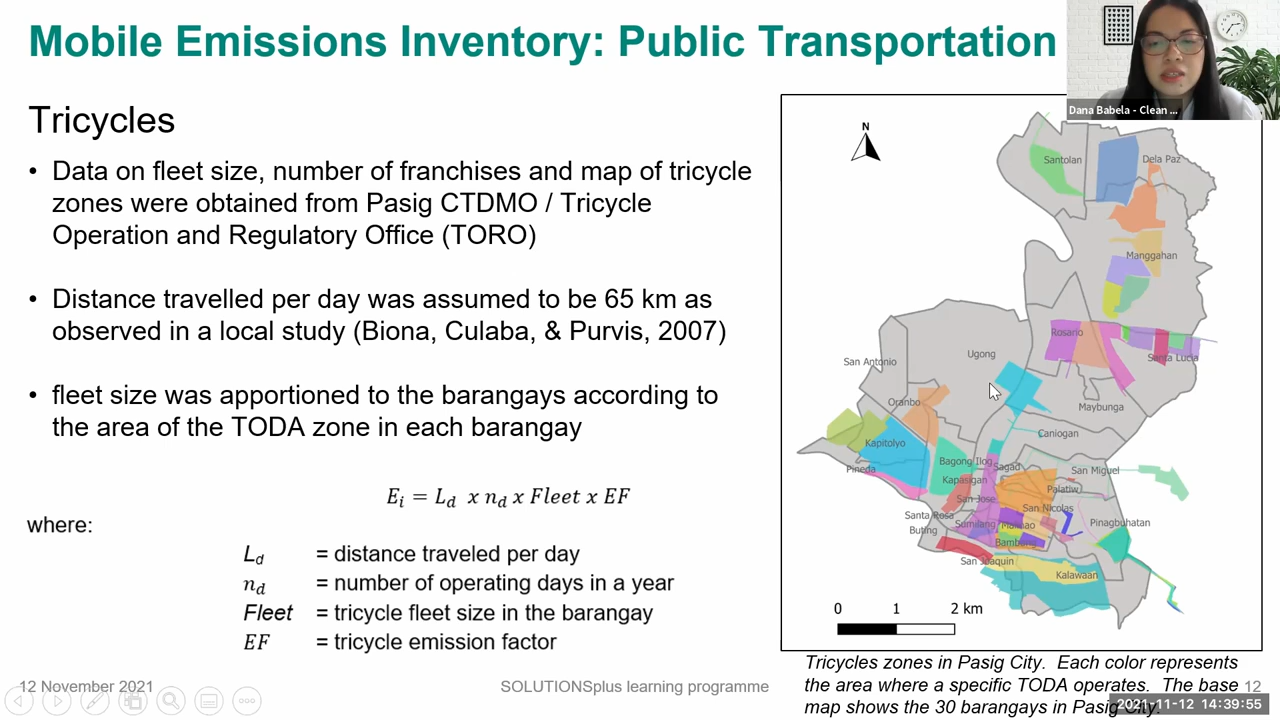 Mobile Emissions Inventory: Public Transportation
Dana Babela - Clean ...
Tricycles
• Data on fleet size, number of franchises and map of tricycle
zones were obtained from Pasig CTDMO / Tricycle
Operation and Regulatory Office (TORO)
• Distance travelled per day was assumed to be 65 km as
observed in a local study (Biona, Culaba, & Purvis, 2007)
• fleet size was apportioned to the barangays according to
the area of the TODA zone in each barangay
E_i = L_d x n_d x Fleet x EF
where:
L_d = distance traveled per day
n_d = number of operating days in a year
Fleet = tricycle fleet size in the barangay
EF = tricycle emission factor
N
Santolan
Dela Paz
Manggahan
Rosario
Santa Lucia
Ugong
San Antonio
Oranbo
Maybunga
Caniogan
Kapitolyo
Bagong Ilog
Sagad
San Miguel
Pineda
Kapasigan
Palatiw
San Jose
San Nicolas
Santa Rosa
Sumilang
Malinao
Pinagbuhatan
Buting
Bambang
San Joaquin
Kalawaan
0 1 2 km
Tricycles zones in Pasig City. Each color represents
the area where a specific TODA operates. The base
map shows the 30 barangays in Pasig City.
12 November 2021
SOLUTIONSplus learning programme
12
2021-11-12 14:39:55